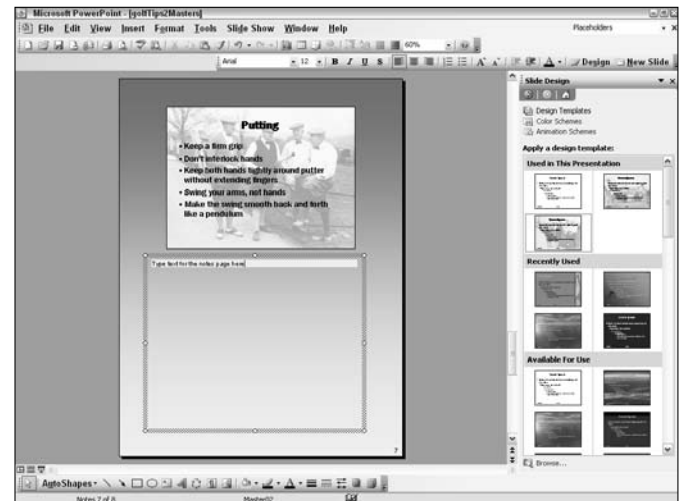 Microsoft PowerPoint - [golfTips2Masters]
File Edit View Insert Format Tools Slide Show Window Help
Placeholders
60%
Arial 12 B I U S Design New Slide
Slide Design
Design Templates
Color Schemes
Animation Schemes
Apply a design template:
Used in This Presentation
Recently Used
Available For Use
Browse...
Putting
• Keep a firm grip
• Don't interlock hands
• Keep both hands tightly around putter
without extending fingers
• Swing your arms, not hands
• Make the swing smooth back and forth
like a pendulum
Type text for the notes page here
7
AutoShapes
Notes 7 of 8 Master02